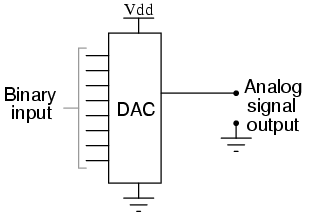 Vdd
Binary
input
DAC
Analog
signal
output